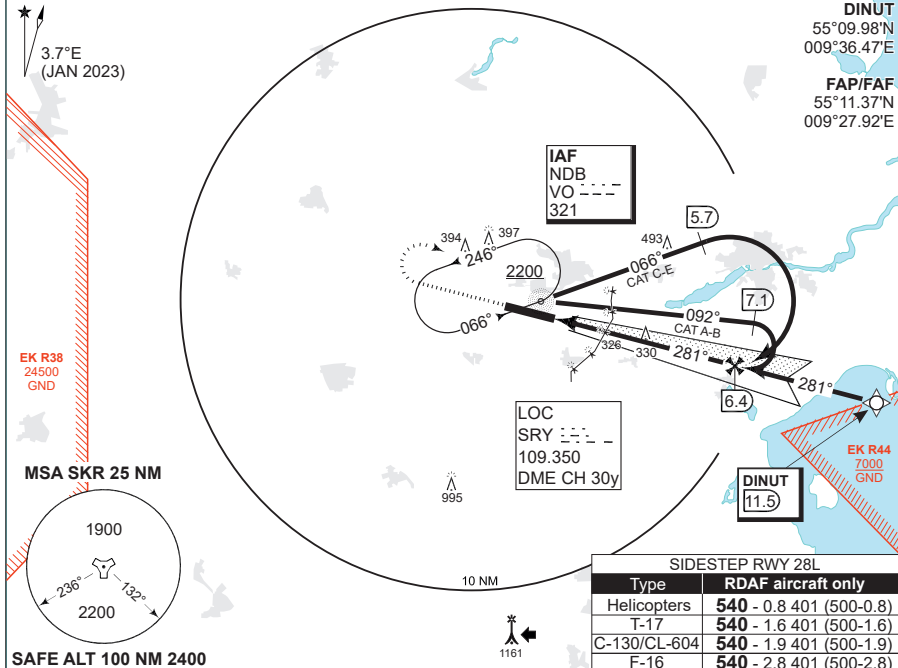 3.7°E
(JAN 2023)
DINUT
55°09.98'N
009°36.47'E
FAP/FAF
55°11.37'N
009°27.92'E
IAF
NDB
VO
321
5.7
394
397
493
246°
2200
066°
CAT C-E
7.1
066°
092°
CAT A-B
326
330
281°
281°
6.4
EK R38
24500
GND
LOC
SRY
109.350
DME CH 30y
EK R44
7000
GND
DINUT
11.5
MSA SKR 25 NM
1900
236°
132°
2200
SAFE ALT 100 NM 2400
995
10 NM
1161
SIDESTEP RWY 28L
Type RDAF aircraft only
Helicopters 540 - 0.8 401 (500-0.8)
T-17 540 - 1.6 401 (500-1.6)
C-130/CL-604 540 - 1.9 401 (500-1.9)
F-16 540 - 2.8 401 (500-2.8)